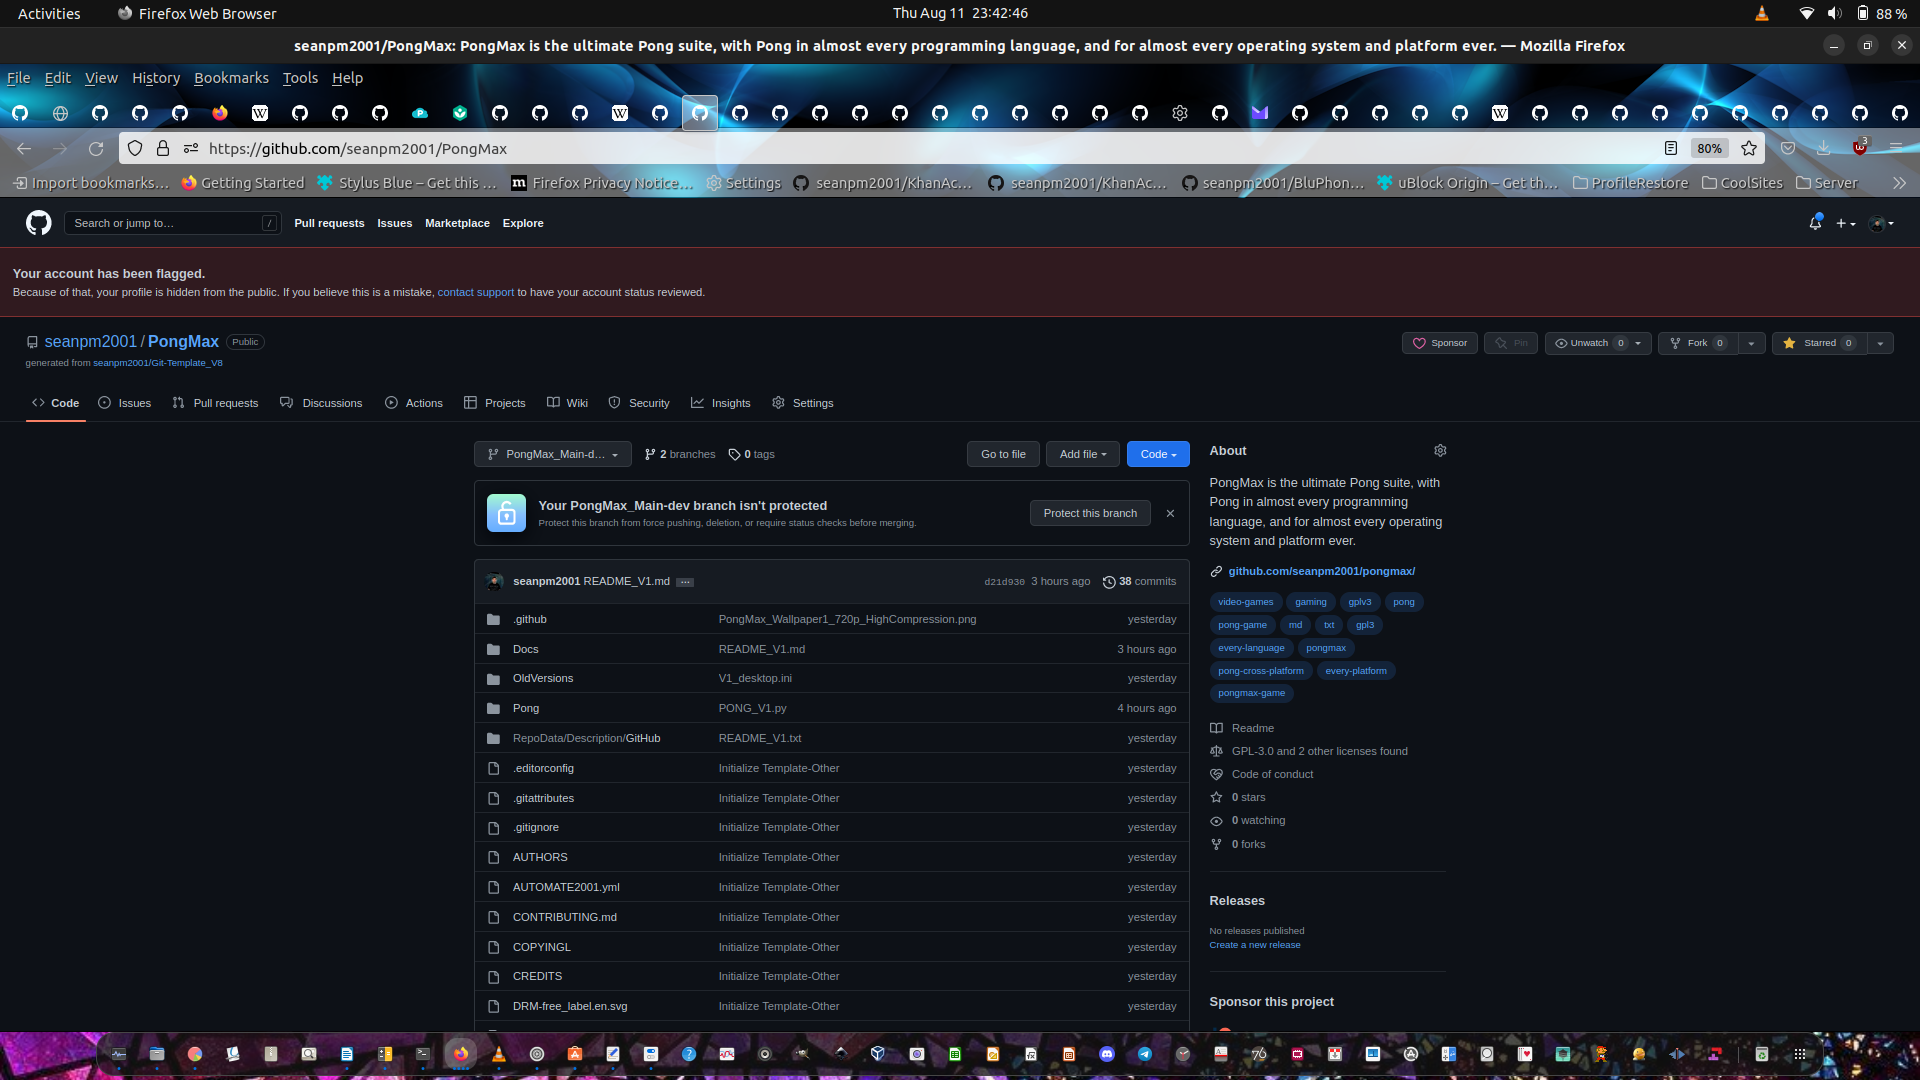 Activities Firefox Web Browser Thu Aug 11 23:42:46 88 %
seanpm2001/PongMax: PongMax is the ultimate Pong suite, with Pong in almost every programming language, and for almost every operating system and platform ever. — Mozilla Firefox
File Edit View History Bookmarks Tools Help
https://github.com/seanpm2001/PongMax 80% 3
Import bookmarks… Getting Started Stylus Blue – Get this … Firefox Privacy Notice… Settings seanpm2001/KhanAc… seanpm2001/KhanAc… seanpm2001/BluPhon… uBlock Origin – Get th… ProfileRestore CoolSites Server
Search or jump to… / Pull requests Issues Marketplace Explore
Your account has been flagged.
Because of that, your profile is hidden from the public. If you believe this is a mistake, contact support to have your account status reviewed.
seanpm2001 / PongMax Public Sponsor Pin Unwatch 0 Fork 0 Starred 0
generated from seanpm2001/Git-Template_V8
Code Issues Pull requests Discussions Actions Projects Wiki Security Insights Settings
PongMax_Main-d… 2 branches 0 tags Go to file Add file Code
Your PongMax_Main-dev branch isn't protected
Protect this branch from force pushing, deletion, or require status checks before merging.
Protect this branch
seanpm2001 README_V1.md … d21d930 3 hours ago 38 commits
.github PongMax_Wallpaper1_720p_HighCompression.png yesterday
Docs README_V1.md 3 hours ago
OldVersions V1_desktop.ini yesterday
Pong PONG_V1.py 4 hours ago
RepoData/Description/GitHub README_V1.txt yesterday
.editorconfig Initialize Template-Other yesterday
.gitattributes Initialize Template-Other yesterday
.gitignore Initialize Template-Other yesterday
AUTHORS Initialize Template-Other yesterday
AUTOMATE2001.yml Initialize Template-Other yesterday
CONTRIBUTING.md Initialize Template-Other yesterday
COPYINGL Initialize Template-Other yesterday
CREDITS Initialize Template-Other yesterday
DRM-free_label.en.svg Initialize Template-Other yesterday
About
PongMax is the ultimate Pong suite, with
Pong in almost every programming
language, and for almost every operating
system and platform ever.
github.com/seanpm2001/pongmax/
video-games gaming gplv3 pong
pong-game md txt gpl3
every-language pongmax
pong-cross-platform every-platform
pongmax-game
Readme
GPL-3.0 and 2 other licenses found
Code of conduct
0 stars
0 watching
0 forks
Releases
No releases published
Create a new release
Sponsor this project